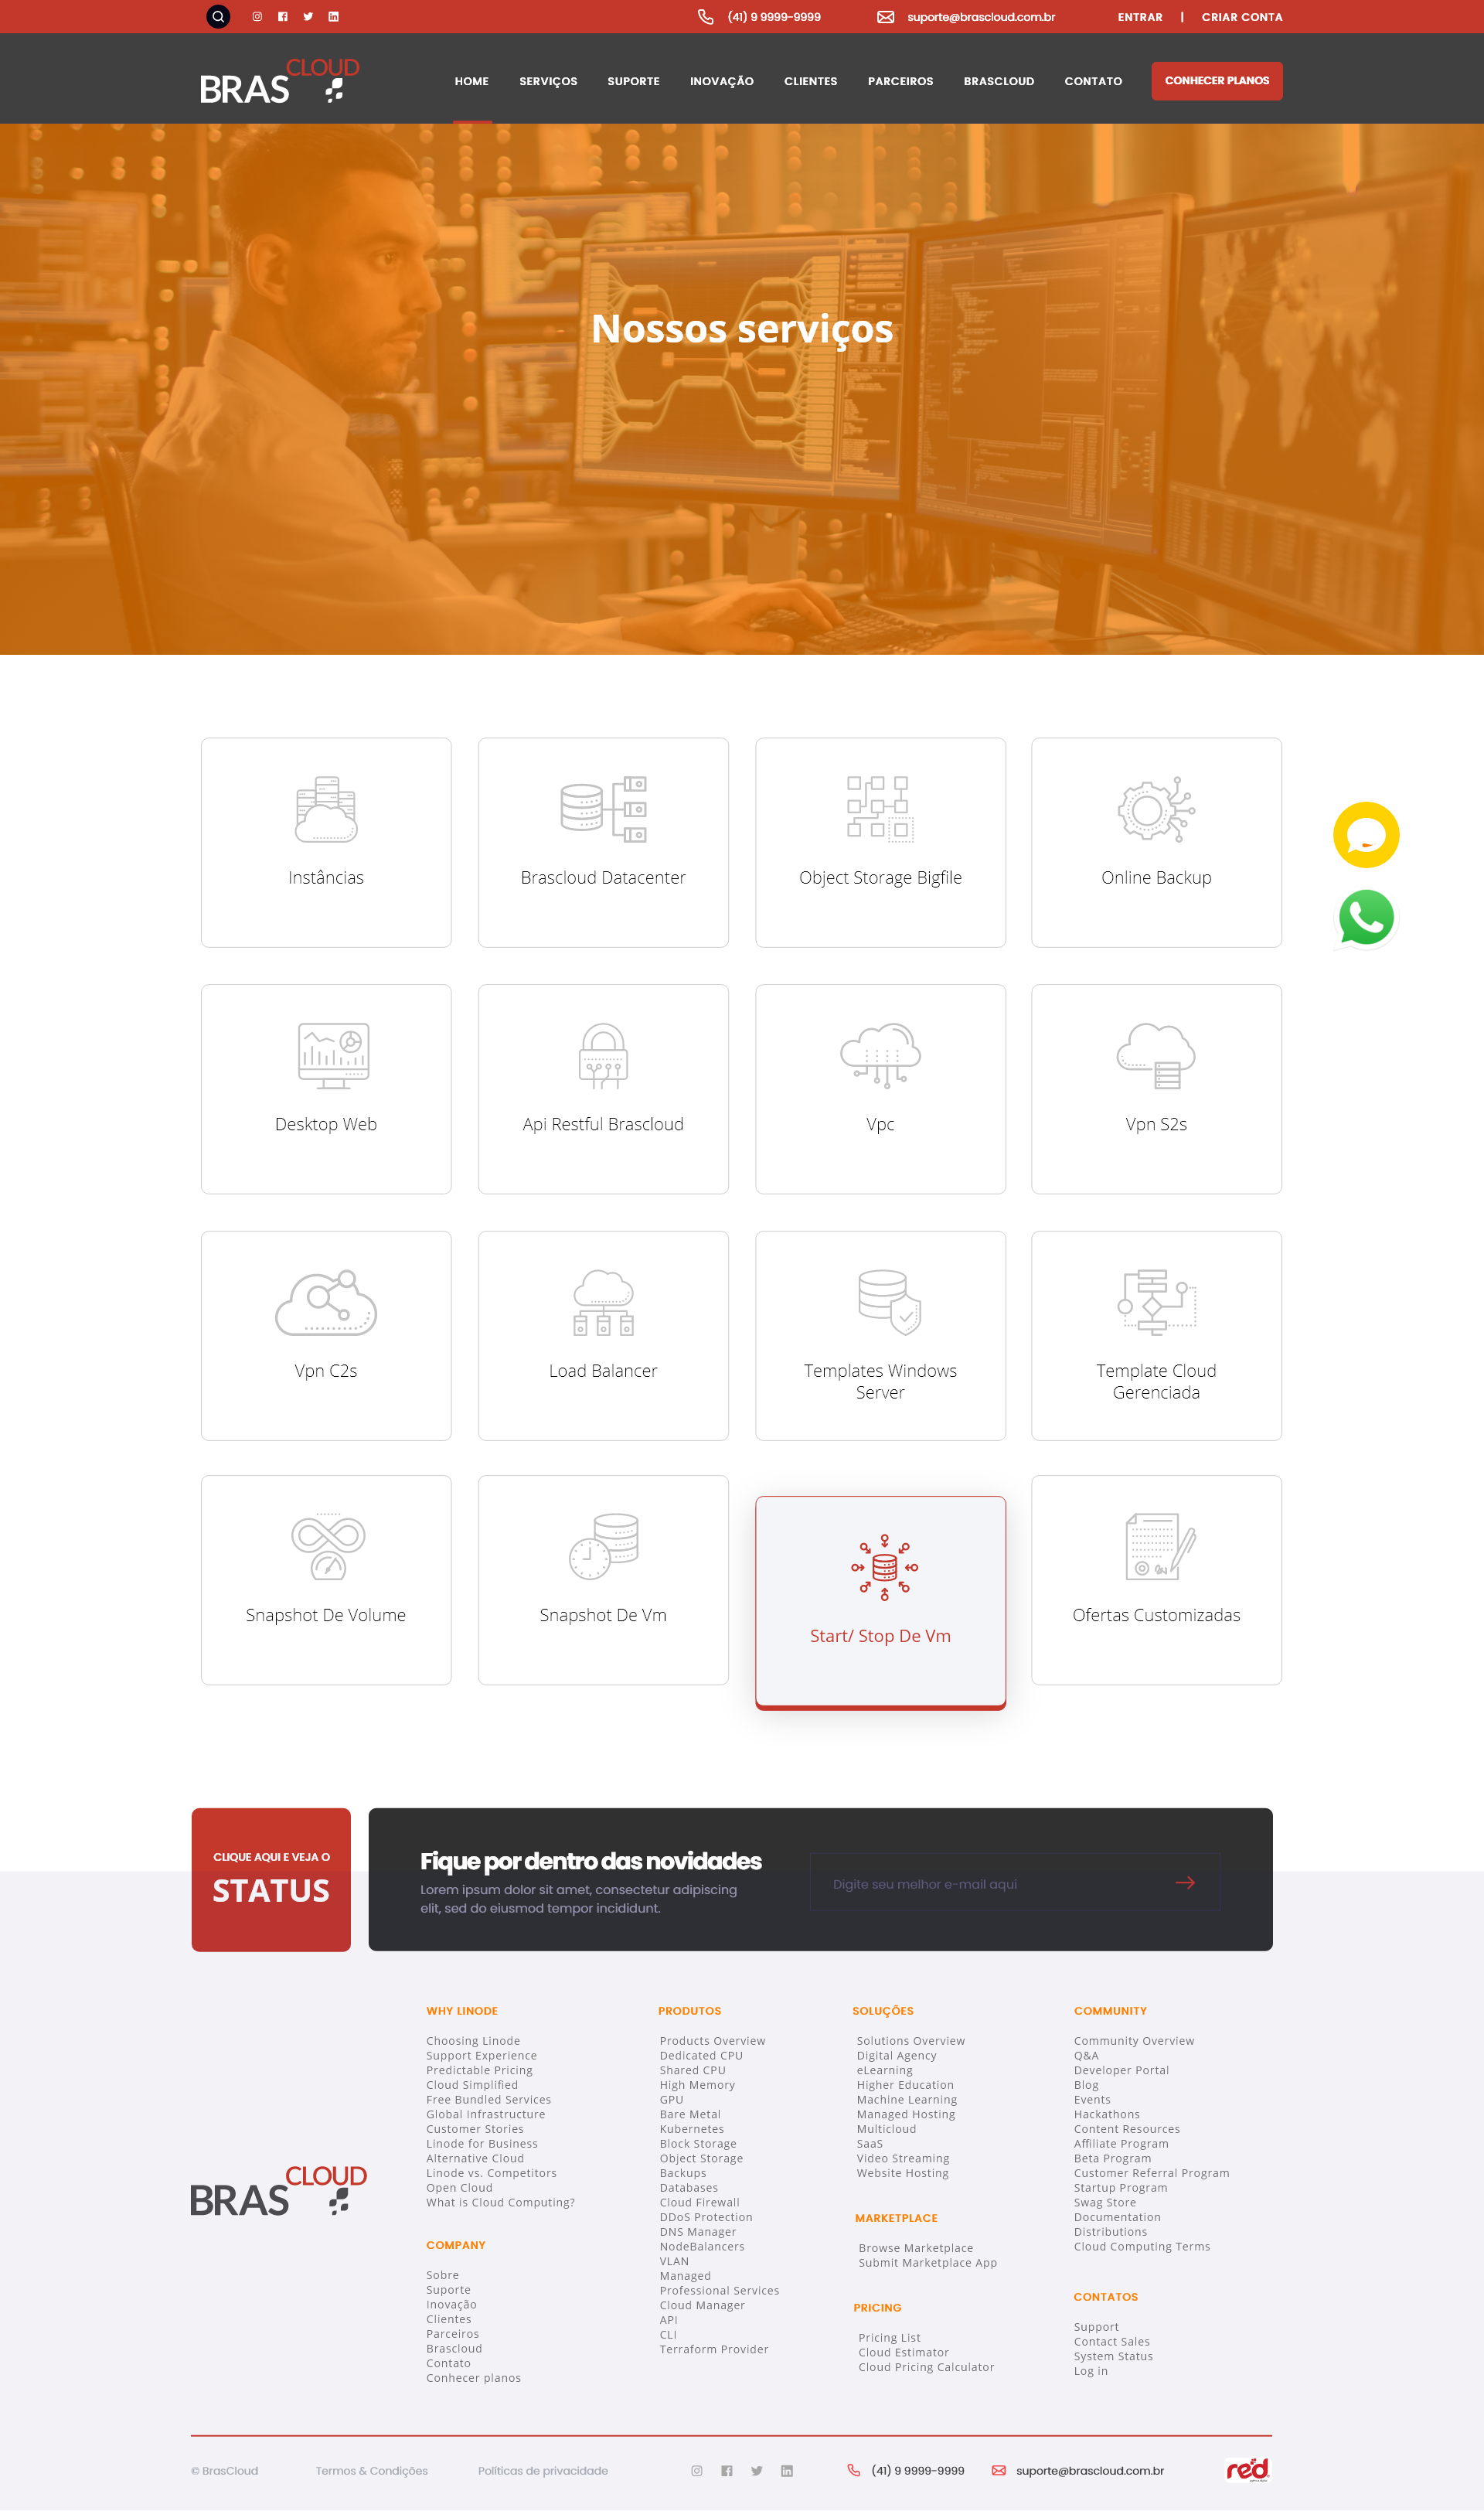 (41) 9 9999-9999
suporte@brascloud.com.br
ENTRAR | CRIAR CONTA
BRASCLOUD
HOME
SERVIÇOS
SUPORTE
INOVAÇÃO
CLIENTES
PARCEIROS
BRASCLOUD
CONTATO
CONHECER PLANOS
Nossos serviços
Instâncias
Brascloud Datacenter
Object Storage Bigfile
Online Backup
Desktop Web
Api Restful Brascloud
Vpc
Vpn S2s
Vpn C2s
Load Balancer
Templates Windows
Server
Template Cloud
Gerenciada
Snapshot De Volume
Snapshot De Vm
Start/ Stop De Vm
Ofertas Customizadas
CLIQUE AQUI E VEJA O
STATUS
Fique por dentro das novidades
Lorem ipsum dolor sit amet, consectetur adipiscing
elit, sed do eiusmod tempor incididunt.
Digite seu melhor e-mail aqui
BRASCLOUD
WHY LINODE
Choosing Linode
Support Experience
Predictable Pricing
Cloud Simplified
Free Bundled Services
Global Infrastructure
Customer Stories
Linode for Business
Alternative Cloud
Linode vs. Competitors
Open Cloud
What is Cloud Computing?
COMPANY
Sobre
Suporte
Inovação
Clientes
Parceiros
Brascloud
Contato
Conhecer planos
PRODUTOS
Products Overview
Dedicated CPU
Shared CPU
High Memory
GPU
Bare Metal
Kubernetes
Block Storage
Object Storage
Backups
Databases
Cloud Firewall
DDoS Protection
DNS Manager
NodeBalancers
VLAN
Managed
Professional Services
Cloud Manager
API
CLI
Terraform Provider
SOLUÇÕES
Solutions Overview
Digital Agency
eLearning
Higher Education
Machine Learning
Managed Hosting
Multicloud
SaaS
Video Streaming
Website Hosting
MARKETPLACE
Browse Marketplace
Submit Marketplace App
PRICING
Pricing List
Cloud Estimator
Cloud Pricing Calculator
COMMUNITY
Community Overview
Q&A
Developer Portal
Blog
Events
Hackathons
Content Resources
Affiliate Program
Beta Program
Customer Referral Program
Startup Program
Swag Store
Documentation
Distributions
Cloud Computing Terms
CONTATOS
Support
Contact Sales
System Status
Log in
© BrasCloud
Termos & Condições
Políticas de privacidade
(41) 9 9999-9999
suporte@brascloud.com.br
red